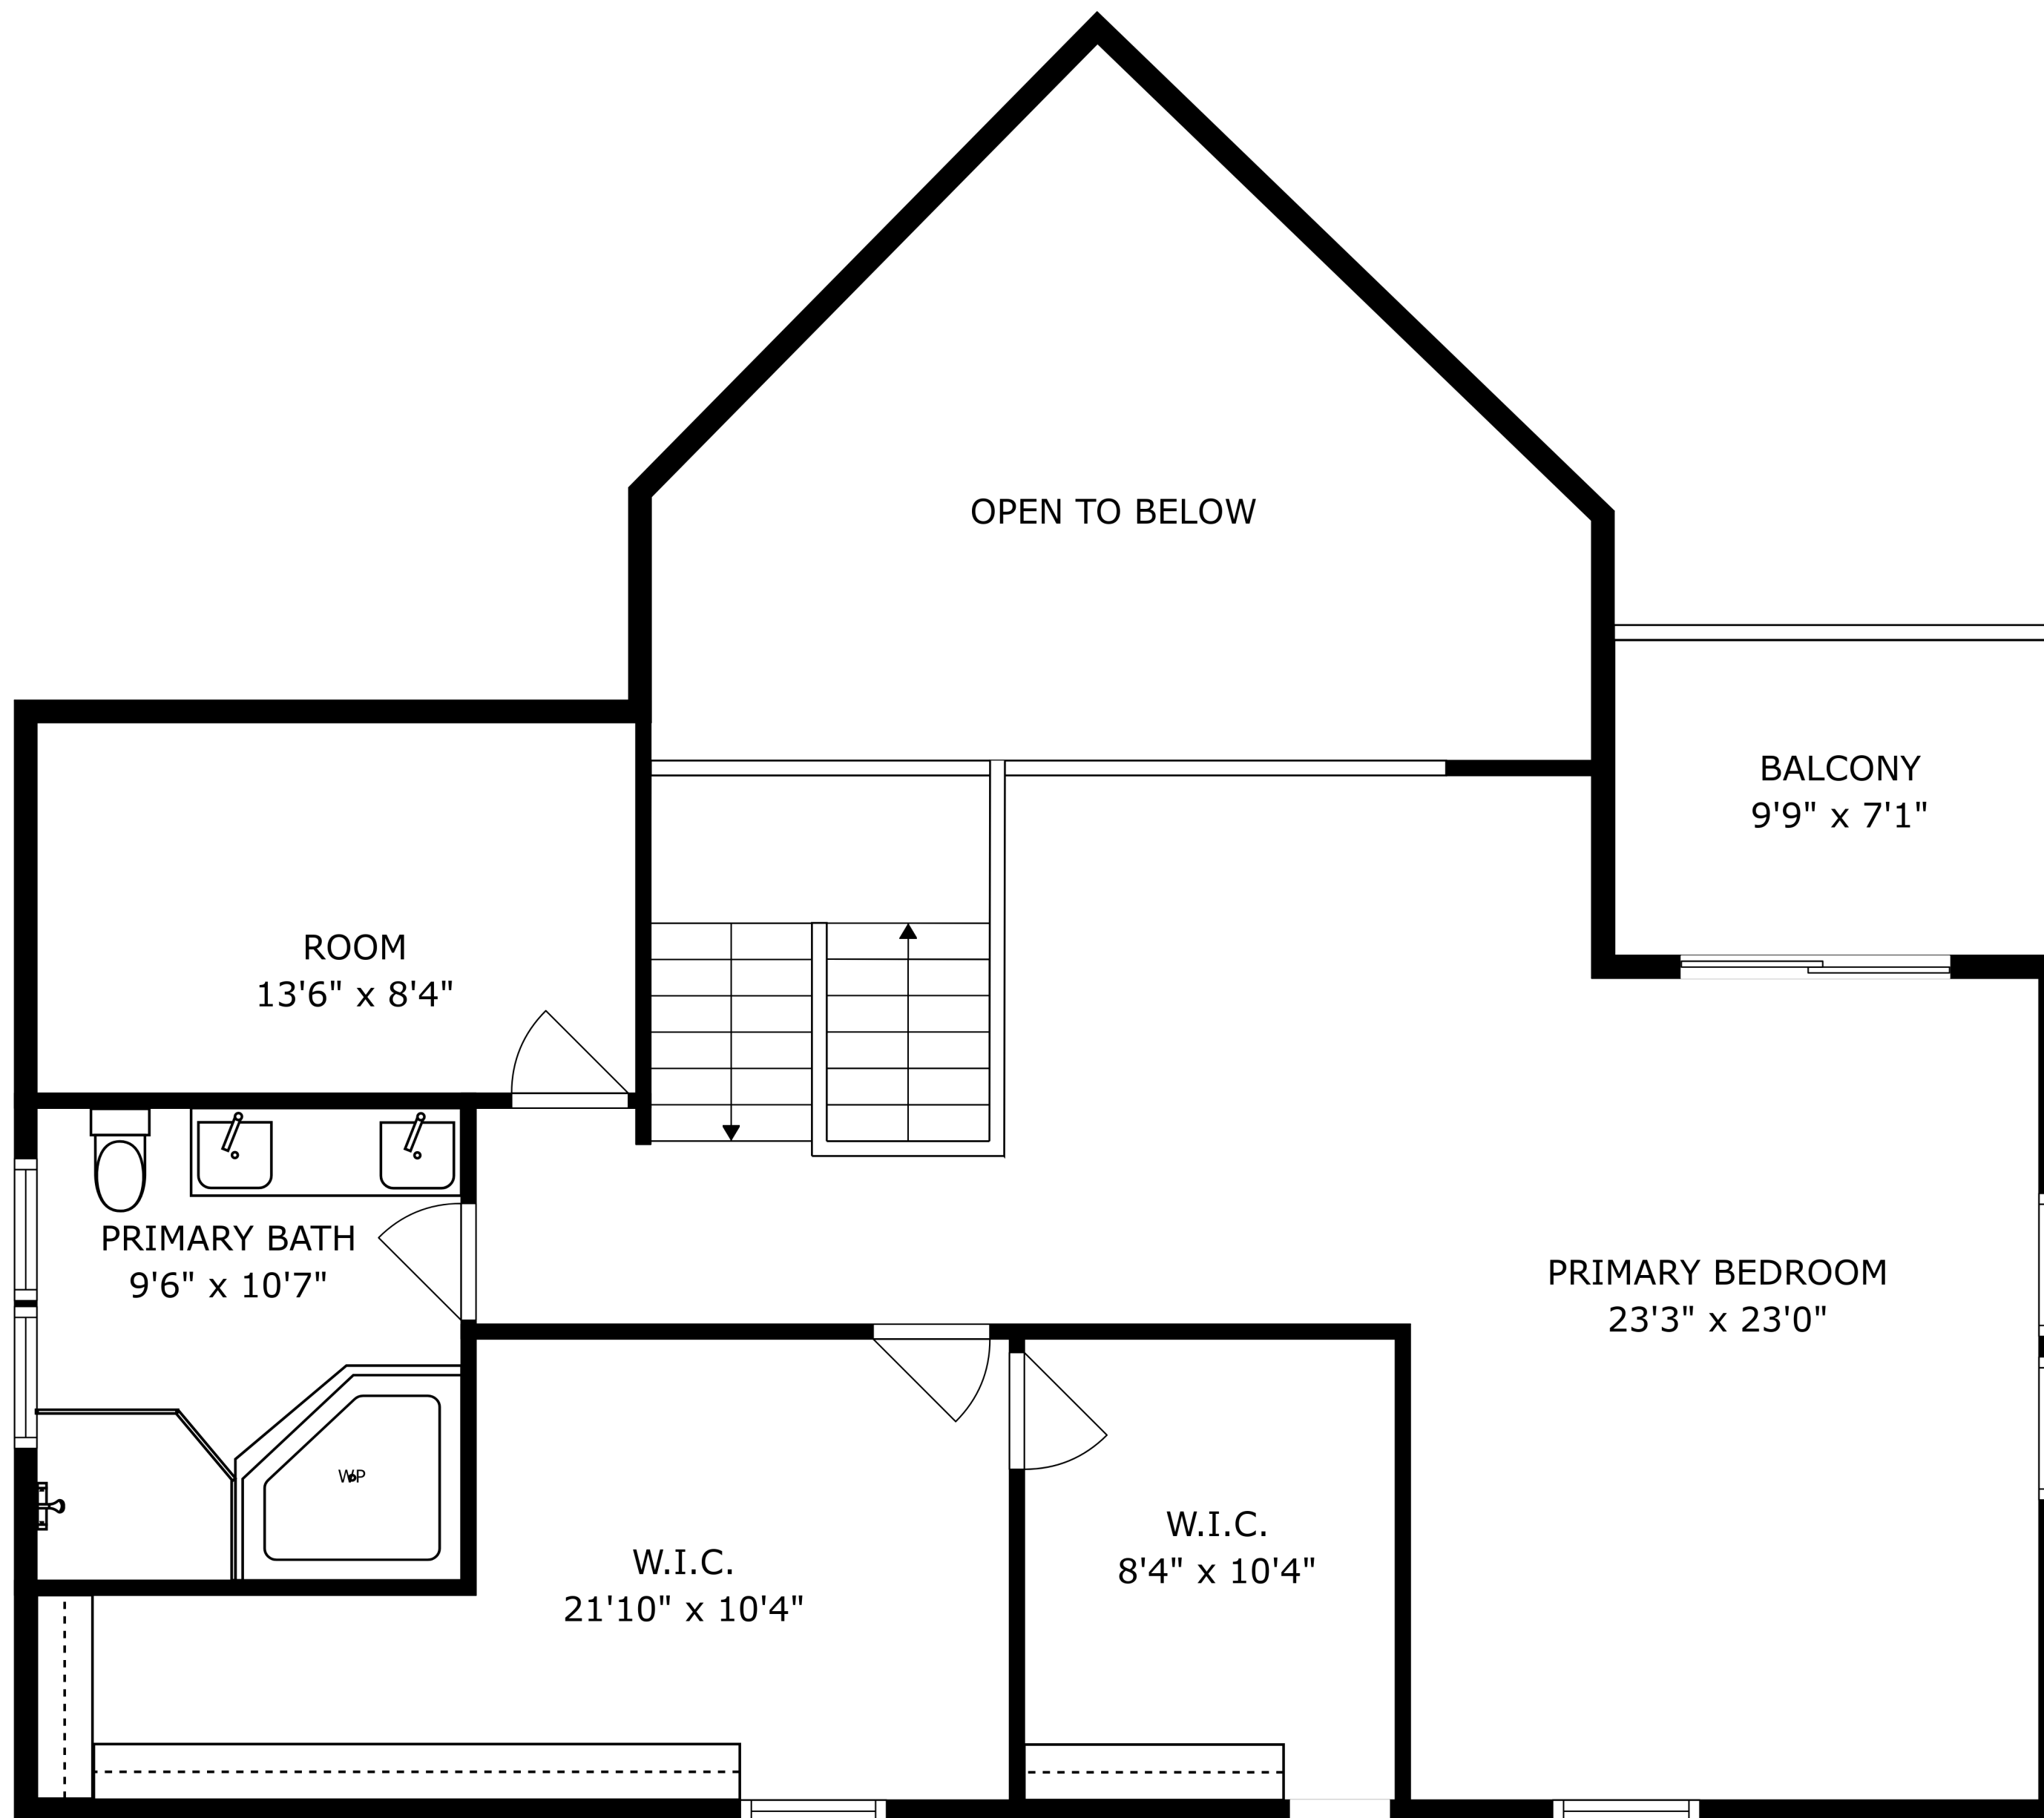 OPEN TO BELOW
BALCONY
9'9" x 7'1"
ROOM
13'6" x 8'4"
PRIMARY BATH
9'6" x 10'7"
PRIMARY BEDROOM
23'3" x 23'0"
WP
W.I.C.
8'4" x 10'4"
W.I.C.
21'10" x 10'4"